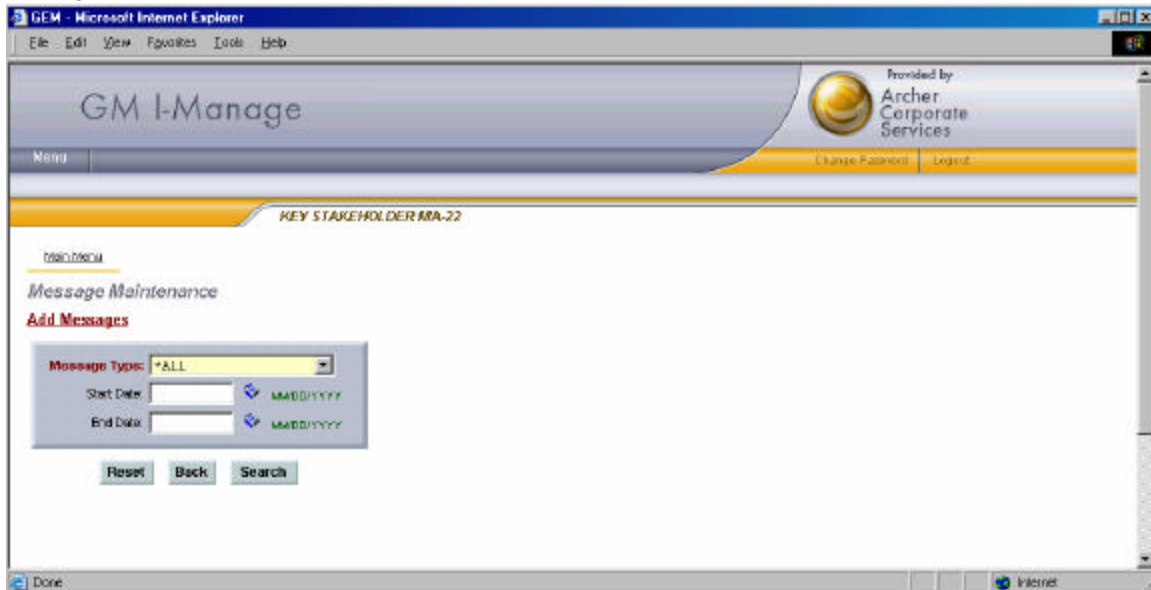 GEM - Microsoft Internet Explorer
File Edit View Favorites Tools Help
GM I-Manage
Provided by
Archer
Corporate
Services
Menu
Change Password Logout
KEY STAKEHOLDER MA-22
Main Menu
Message Maintenance
Add Messages
Message Type: *ALL
Start Date: MM/DD/YYYY
End Date: MM/DD/YYYY
Reset Back Search
Done Internet